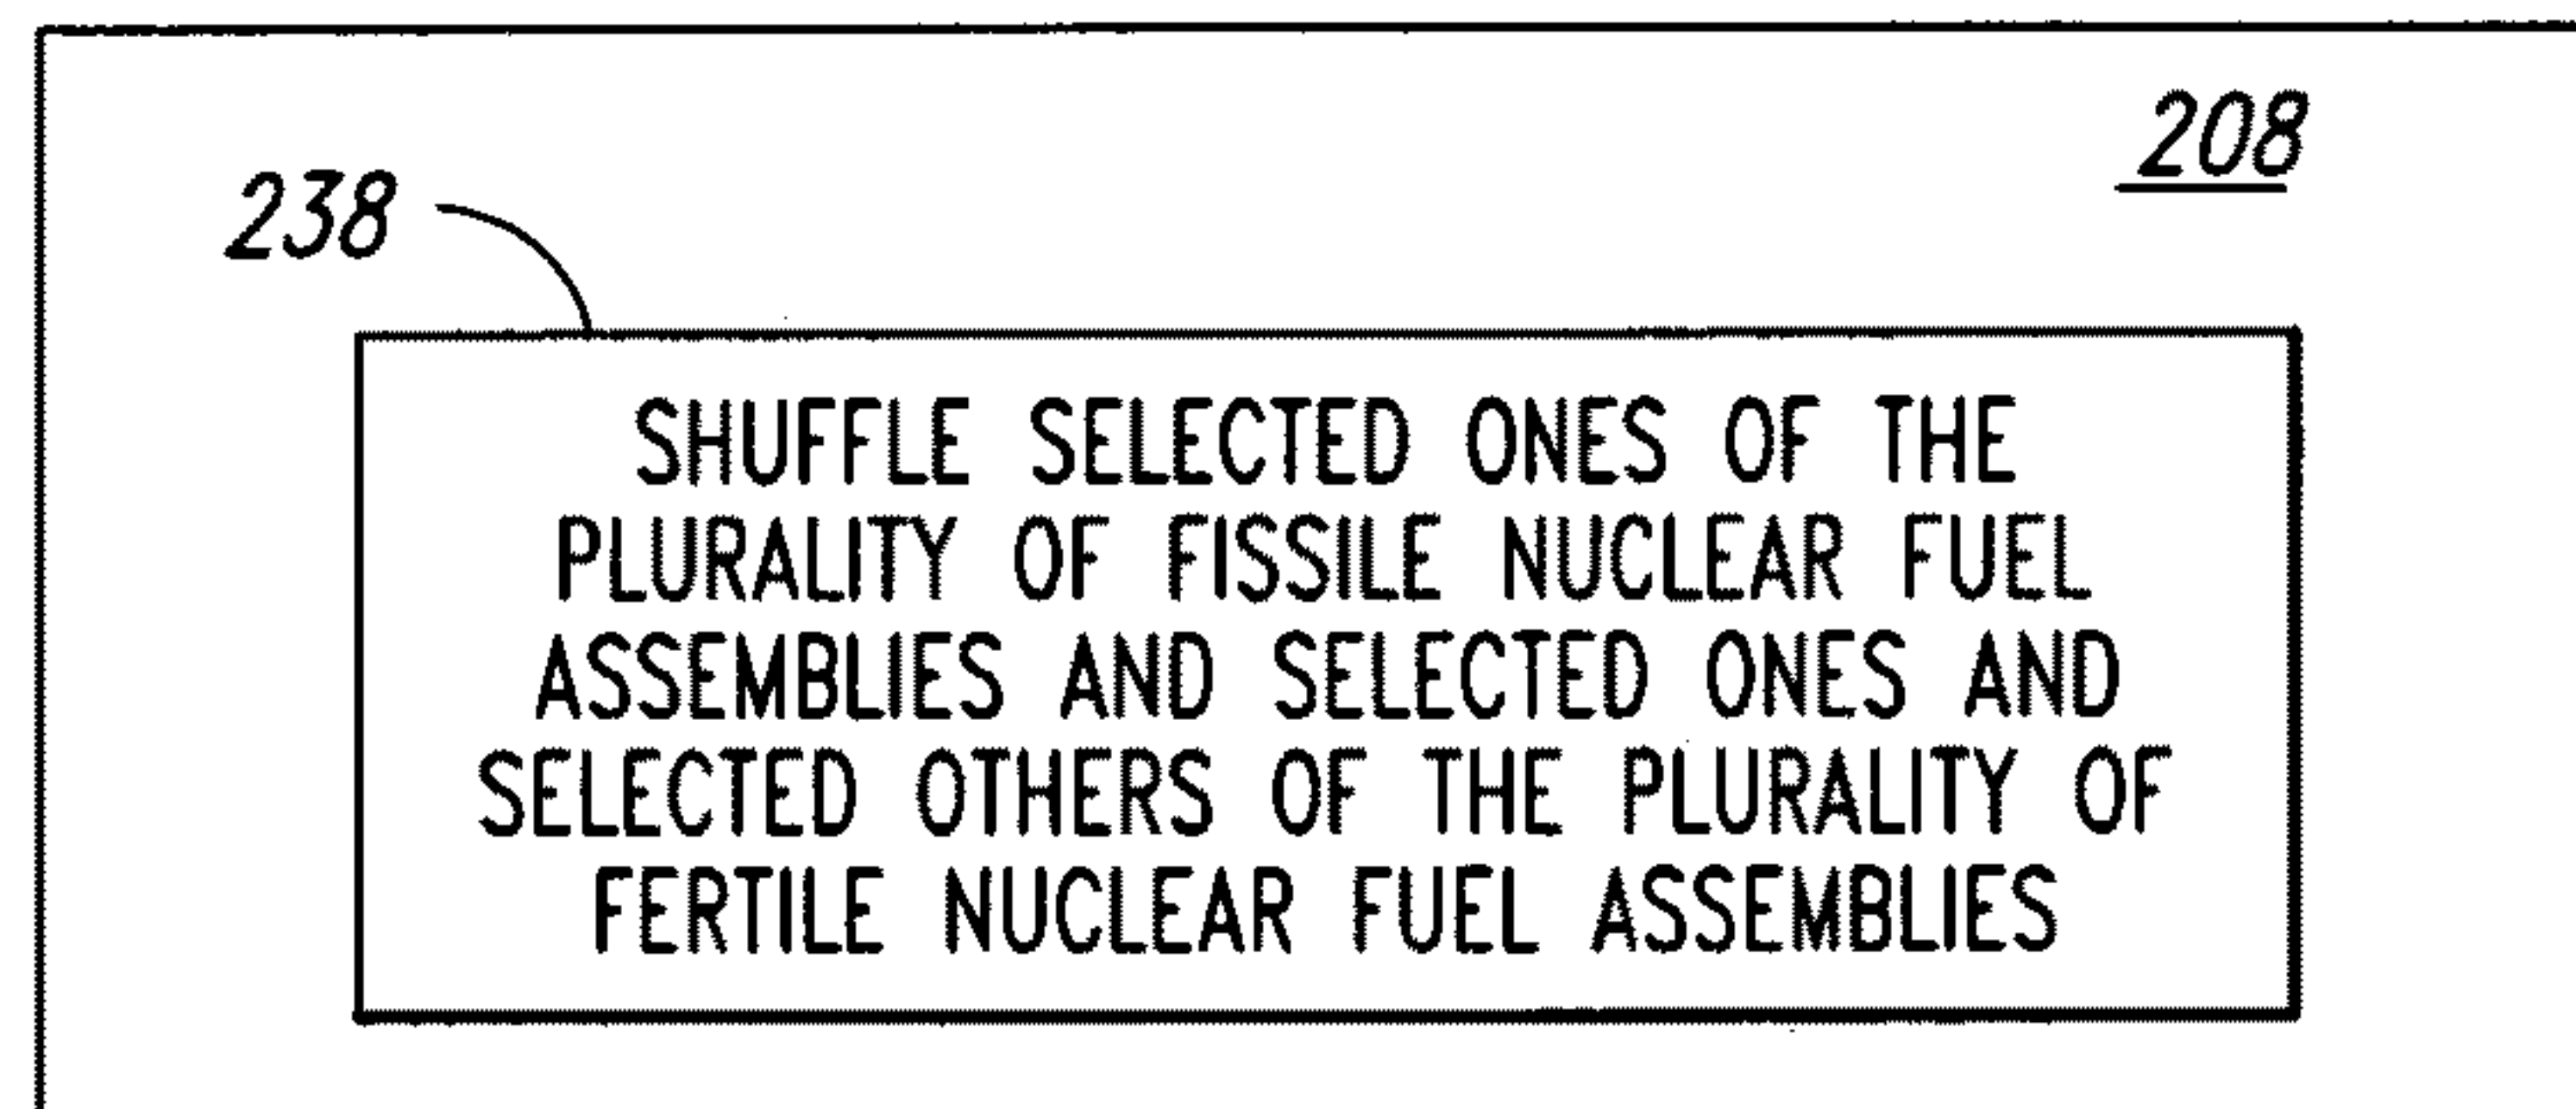 208
238
SHUFFLE SELECTED ONES OF THE
PLURALITY OF FISSILE NUCLEAR FUEL
ASSEMBLIES AND SELECTED ONES AND
SELECTED OTHERS OF THE PLURALITY OF
FERTILE NUCLEAR FUEL ASSEMBLIES